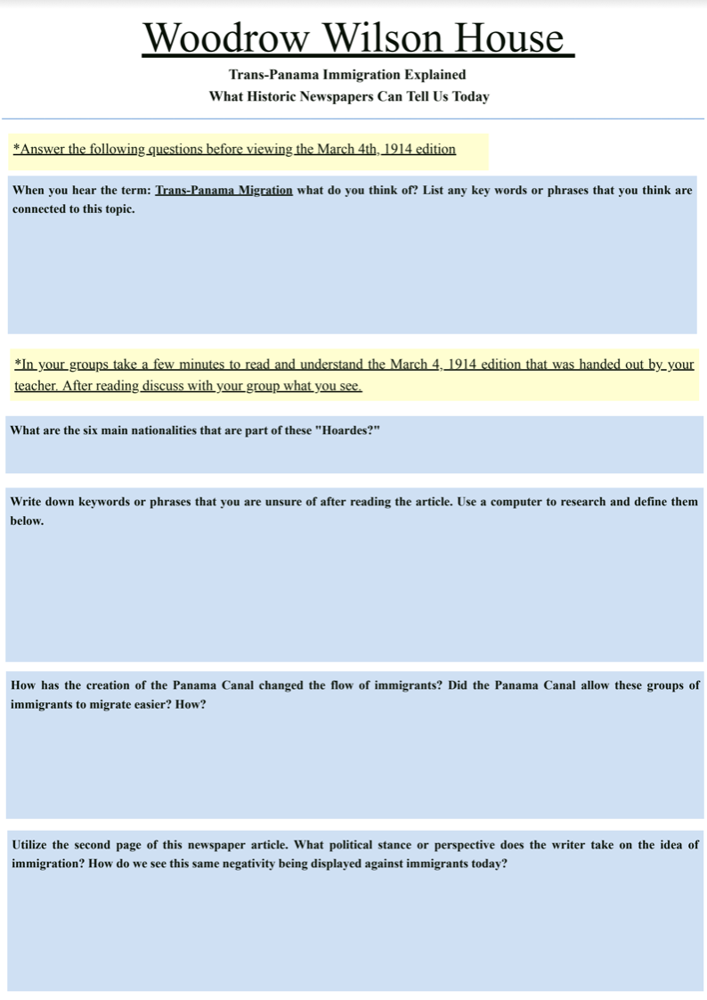 Woodrow Wilson House
Trans-Panama Immigration Explained
What Historic Newspapers Can Tell Us Today
*Answer the following questions before viewing the March 4th, 1914 edition
When you hear the term: Trans-Panama Migration what do you think of? List any key words or phrases that you think are
connected to this topic.
*In your groups take a few minutes to read and understand the March 4, 1914 edition that was handed out by your
teacher. After reading discuss with your group what you see.
What are the six main nationalities that are part of these "Hoardes?"
Write down keywords or phrases that you are unsure of after reading the article. Use a computer to research and define them
below.
How has the creation of the Panama Canal changed the flow of immigrants? Did the Panama Canal allow these groups of
immigrants to migrate easier? How?
Utilize the second page of this newspaper article. What political stance or perspective does the writer take on the idea of
immigration? How do we see this same negativity being displayed against immigrants today?